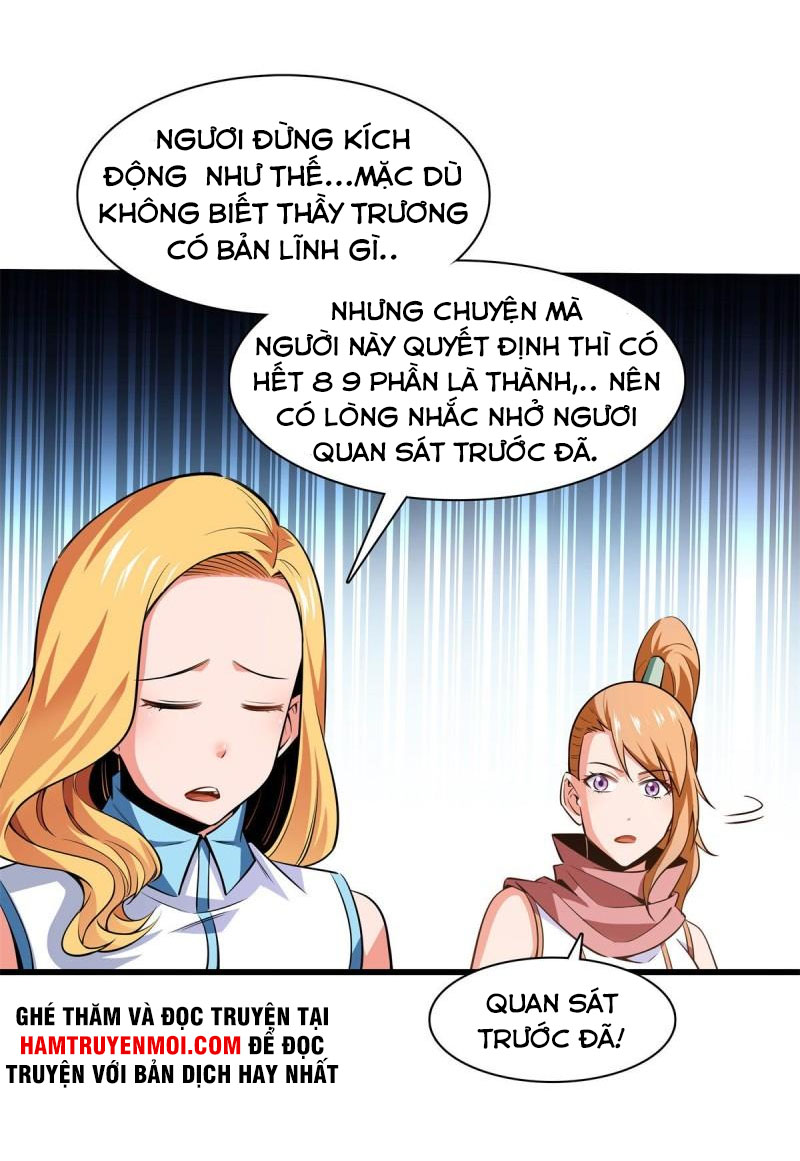 NGƯƠI ĐỪNG KÍCH
ĐỘNG NHƯ THẾ...MẶC DÙ
KHÔNG BIẾT THẦY TRƯƠNG
CÓ BẢN LĨNH GÌ..
NHƯNG CHUYỆN MÀ
NGƯỜI NÀY QUYẾT ĐỊNH THÌ CÓ
HẾT 8 9 PHẦN LÀ THÀNH,.. NÊN
CÓ LÒNG NHẮC NHỞ NGƯƠI
QUAN SÁT TRƯỚC ĐÃ.
QUAN SÁT
TRƯỚC ĐÃ!
GHÉ THĂM VÀ ĐỌC TRUYỆN TẠI
HAMTRUYENMOI.COM ĐỂ ĐỌC
TRUYỆN VỚI BẢN DỊCH HAY NHẤT